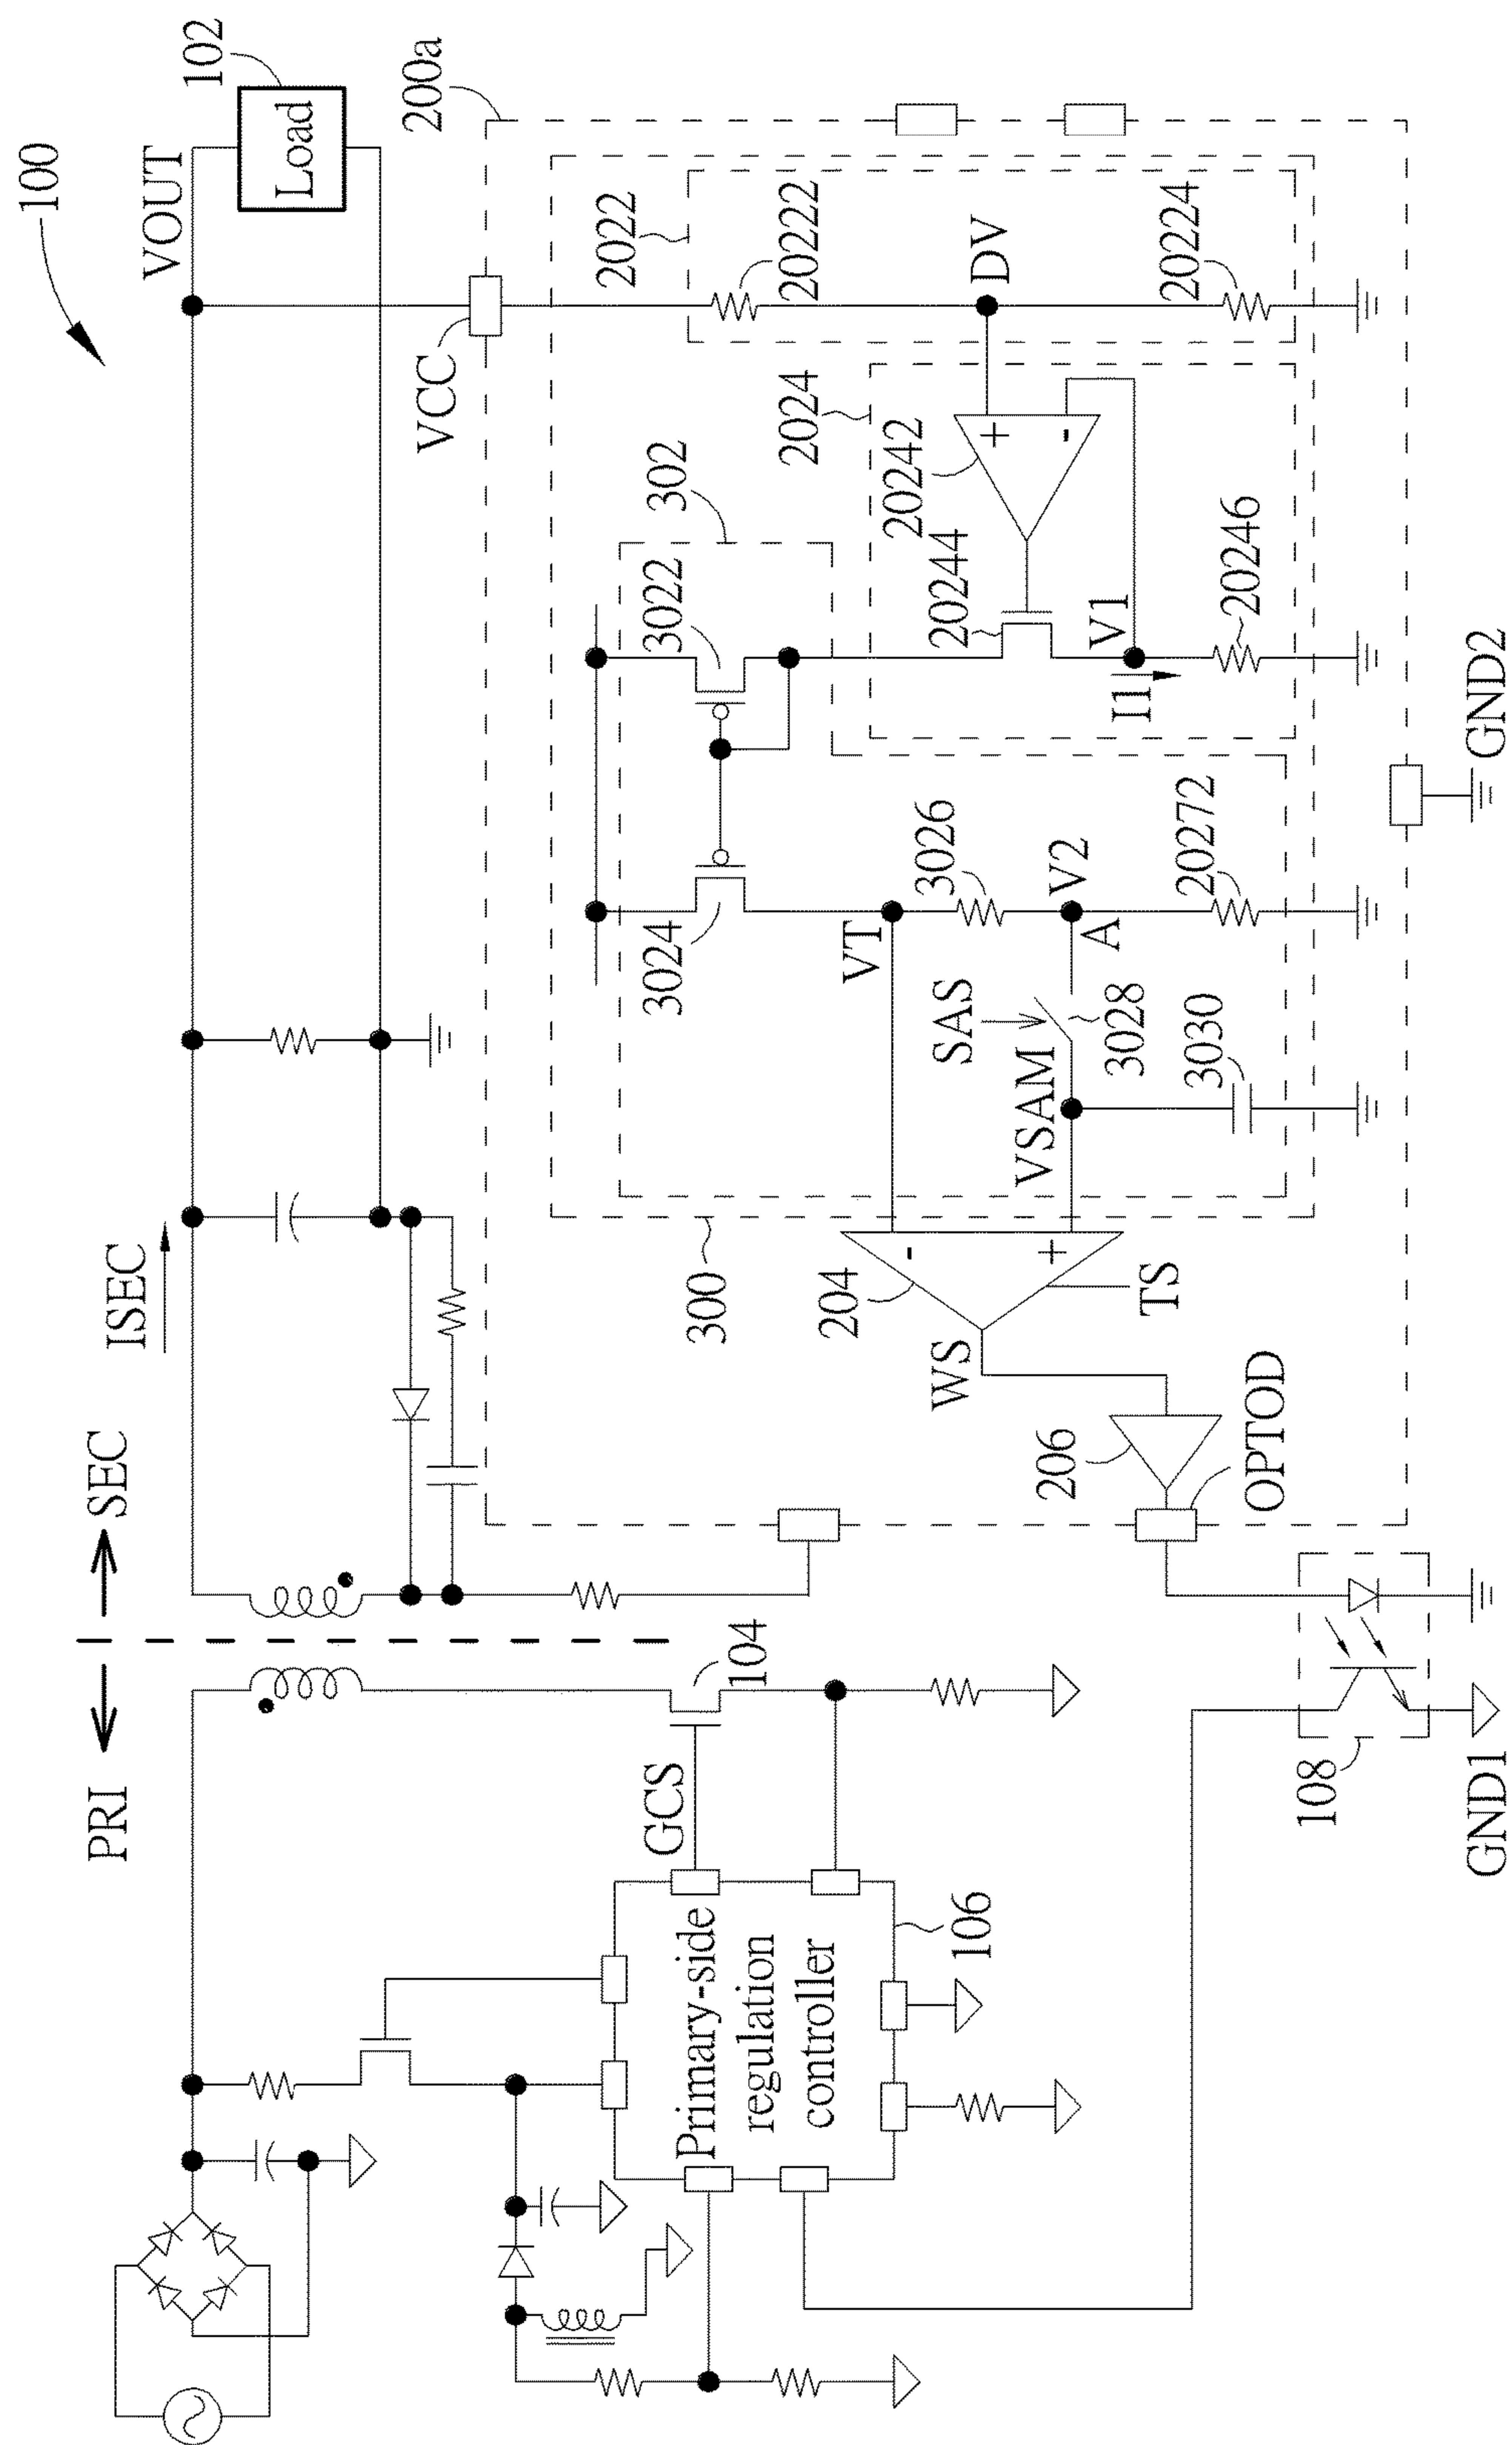 100
PRI
SEC
ISEC
VOUT
102
Load
VCC
200a
2022
20222
DV
20224
302
3022
3024
2024
20242
+
-
20244
V1
I1
20246
VT
3026
V2
A
20272
SAS
3028
VSAM
3030
300
204
-
+
TS
WS
206
OPTOD
GND2
104
GCS
Primary-side
regulation
controller
106
108
GND1